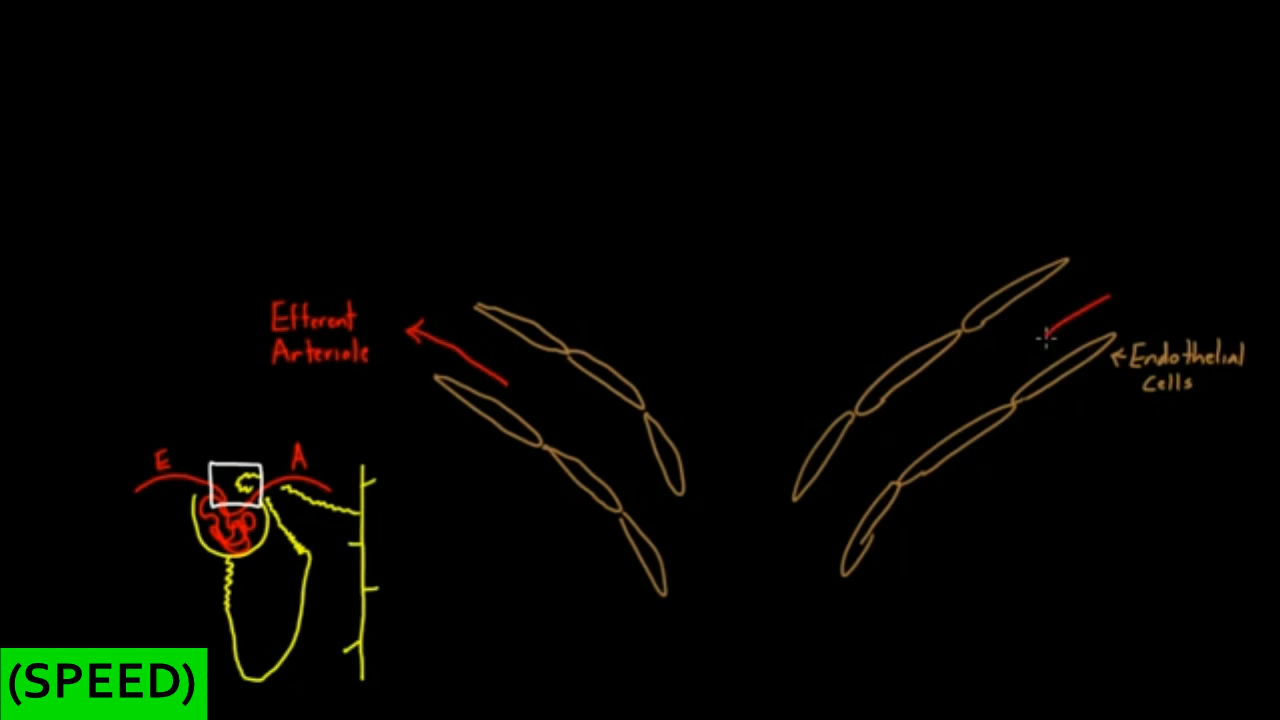 Efferent
Arteriole
Endothelial
Cells
E
A
(SPEED)